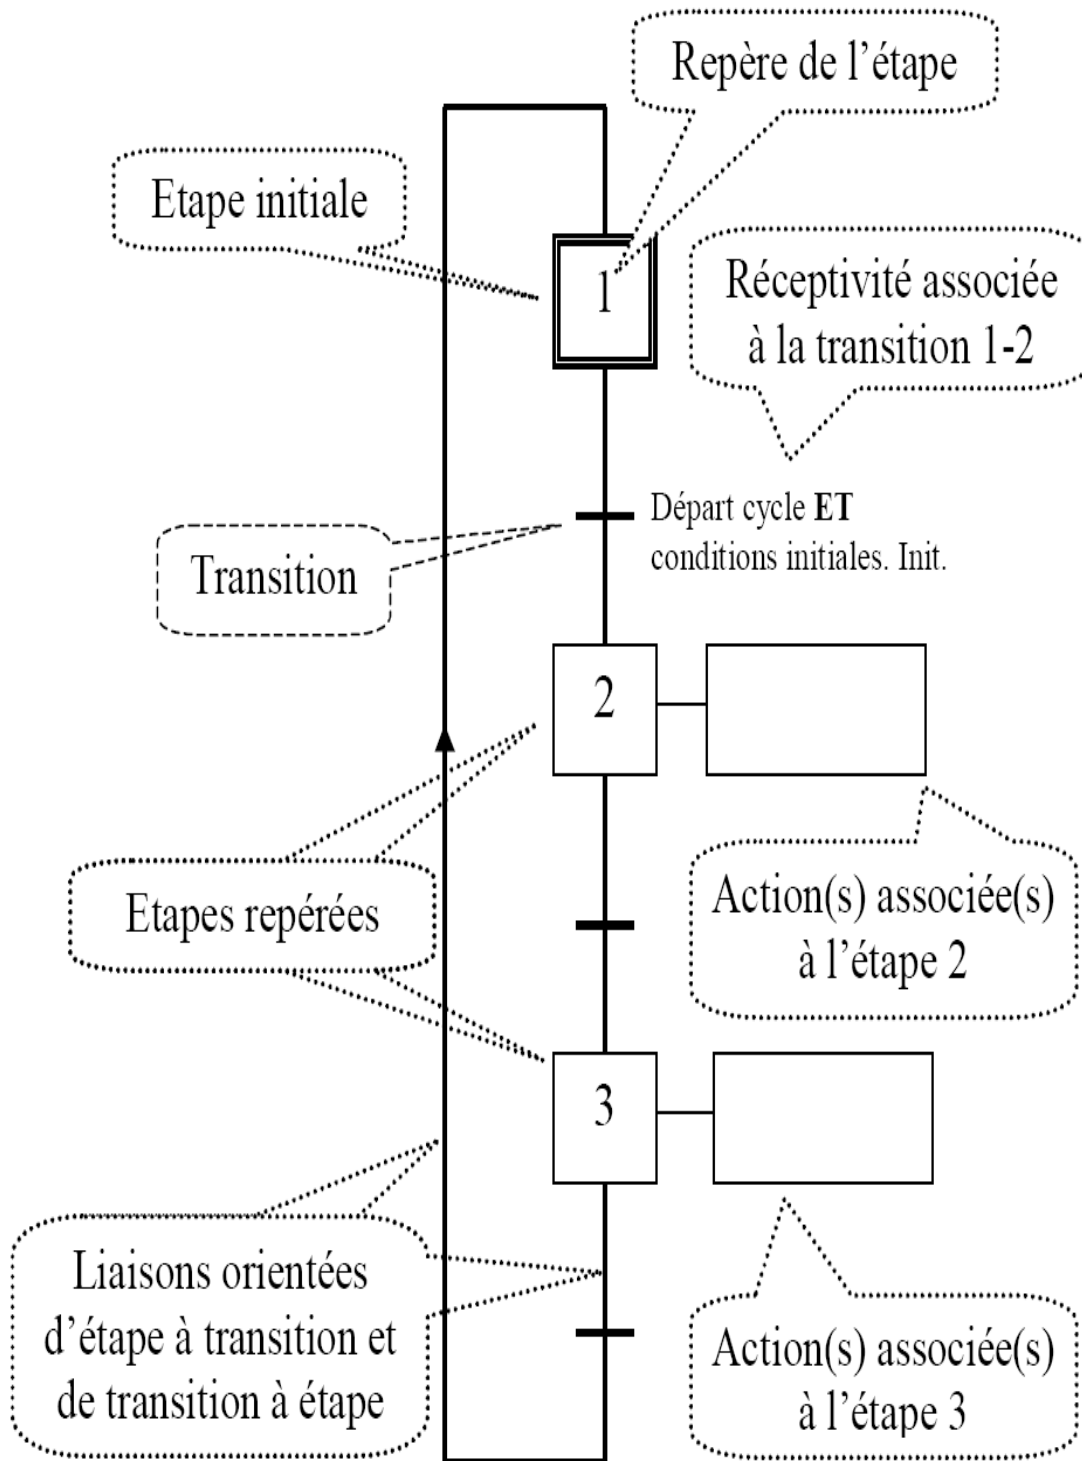 Repère de l'étape
Etape initiale
1
Réceptivité associée
à la transition 1-2
Départ cycle ET
conditions initiales. Init.
Transition
2
Etapes repérées
Action(s) associée(s)
à l'étape 2
3
Liaisons orientées
d'étape à transition et
de transition à étape
Action(s) associée(s)
à l'étape 3